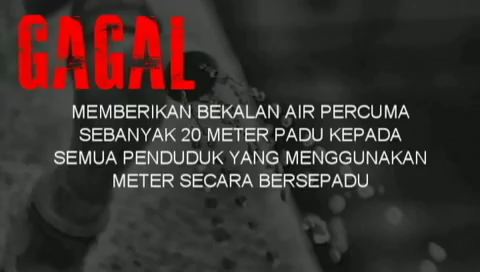 GAGAL
MEMBERIKAN BEKALAN AIR PERCUMA
SEBANYAK 20 METER PADU KEPADA
SEMUA PENDUDUK YANG MENGGUNAKAN
METER SECARA BERSEPADU